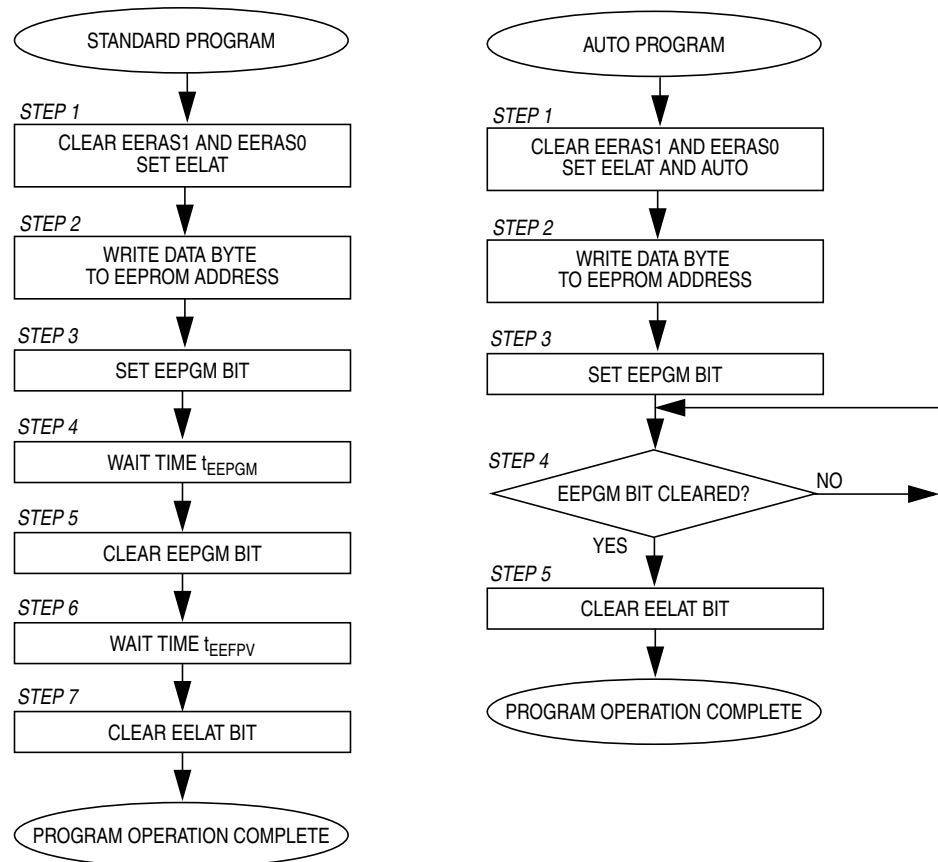 STANDARD PROGRAM
STEP 1
CLEAR EERAS1 AND EERAS0
SET EELAT
STEP 2
WRITE DATA BYTE
TO EEPROM ADDRESS
STEP 3
SET EEPGM BIT
STEP 4
WAIT TIME tEEPGM
STEP 5
CLEAR EEPGM BIT
STEP 6
WAIT TIME tEEFPV
STEP 7
CLEAR EELAT BIT
PROGRAM OPERATION COMPLETE
AUTO PROGRAM
STEP 1
CLEAR EERAS1 AND EERAS0
SET EELAT AND AUTO
STEP 2
WRITE DATA BYTE
TO EEPROM ADDRESS
STEP 3
SET EEPGM BIT
STEP 4
EEPGM BIT CLEARED?
NO
YES
STEP 5
CLEAR EELAT BIT
PROGRAM OPERATION COMPLETE